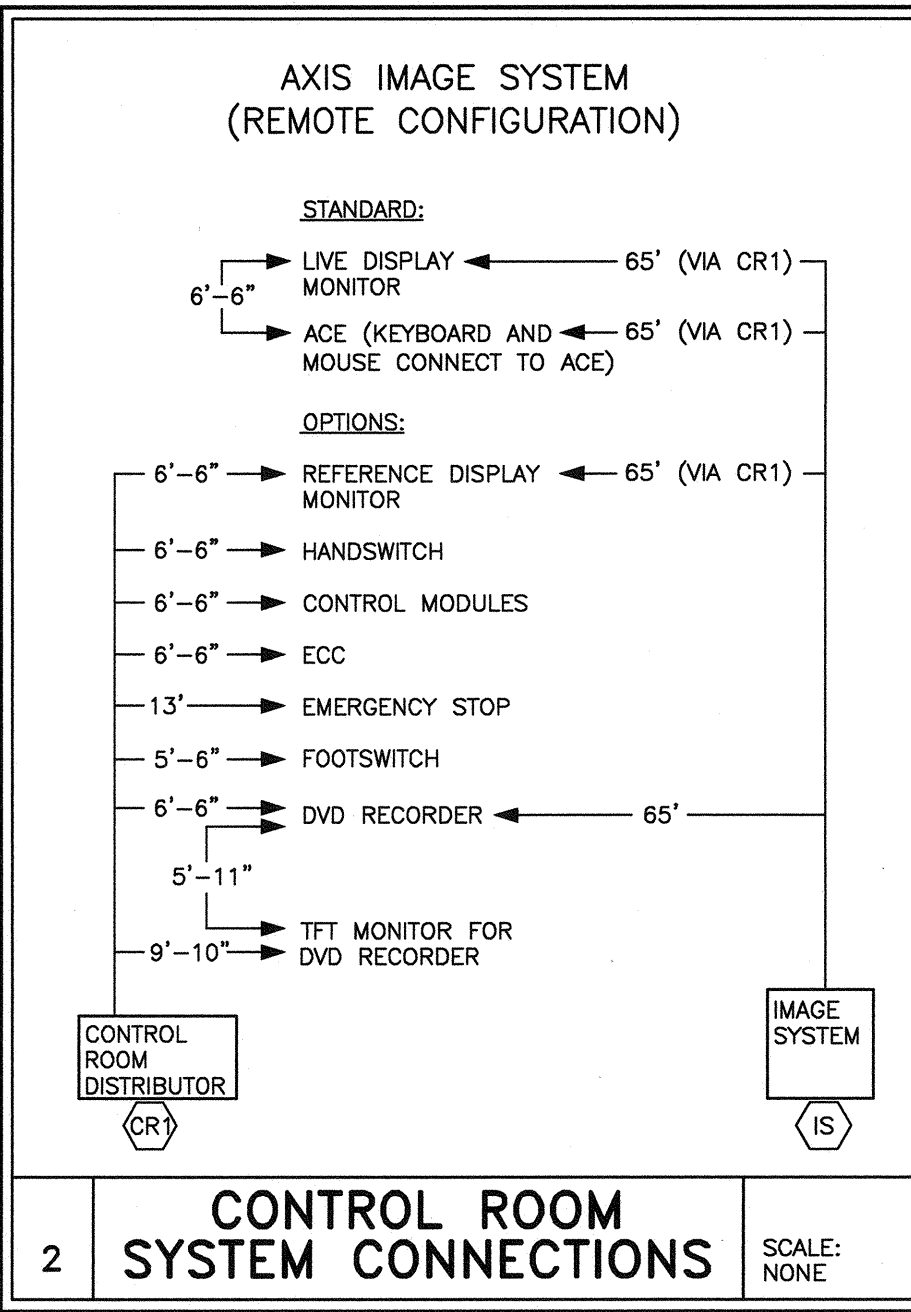 AXIS IMAGE SYSTEM
(REMOTE CONFIGURATION)
STANDARD:
6'-6"
LIVE DISPLAY
MONITOR
65' (VIA CR1)
ACE (KEYBOARD AND
MOUSE CONNECT TO ACE)
65' (VIA CR1)
OPTIONS:
6'-6"
REFERENCE DISPLAY
MONITOR
65' (VIA CR1)
6'-6"
HANDSWITCH
6'-6"
CONTROL MODULES
6'-6"
ECC
13'
EMERGENCY STOP
5'-6"
FOOTSWITCH
6'-6"
DVD RECORDER
65'
5'-11"
9'-10"
TFT MONITOR FOR
DVD RECORDER
CONTROL
ROOM
DISTRIBUTOR
CR1
IMAGE
SYSTEM
IS
2
CONTROL ROOM
SYSTEM CONNECTIONS
SCALE:
NONE